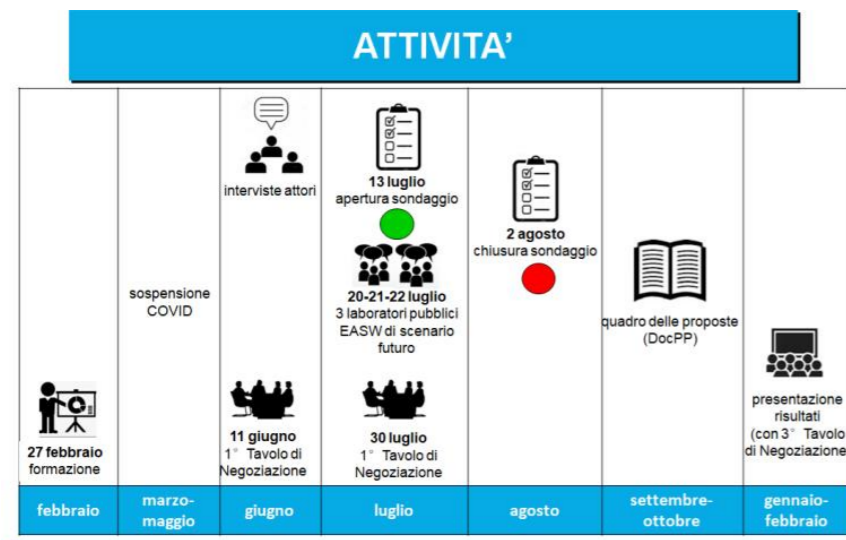 ATTIVITA’
27 febbraio
formazione
sospensione
COVID
interviste attori
11 giugno
1° Tavolo di
Negoziazione
13 luglio
apertura sondaggio
20-21-22 luglio
3 laboratori pubblici
EASW di scenario
futuro
30 luglio
1° Tavolo di
Negoziazione
2 agosto
chiusura sondaggio
quadro delle proposte
(DocPP)
presentazione
risultati
(con 3° Tavolo
di Negoziazione
febbraio
marzo-
maggio
giugno
luglio
agosto
settembre-
ottobre
gennaio-
febbraio